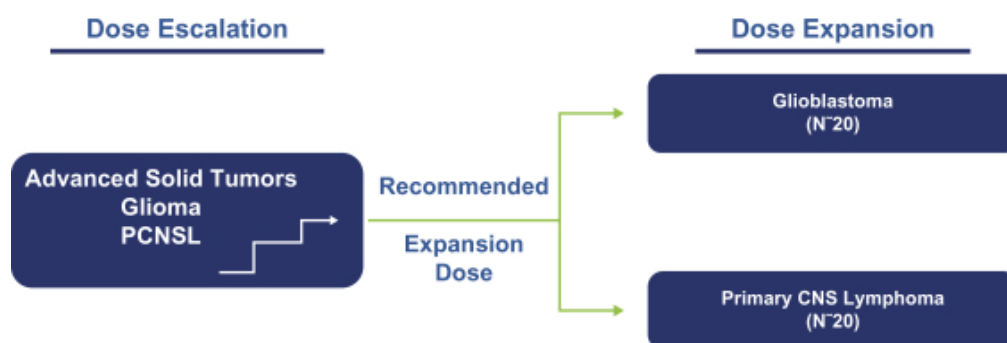 Dose Escalation
Dose Expansion
Advanced Solid Tumors
Glioma
PCNSL
Recommended
Expansion
Dose
Glioblastoma
(N~20)
Primary CNS Lymphoma
(N~20)